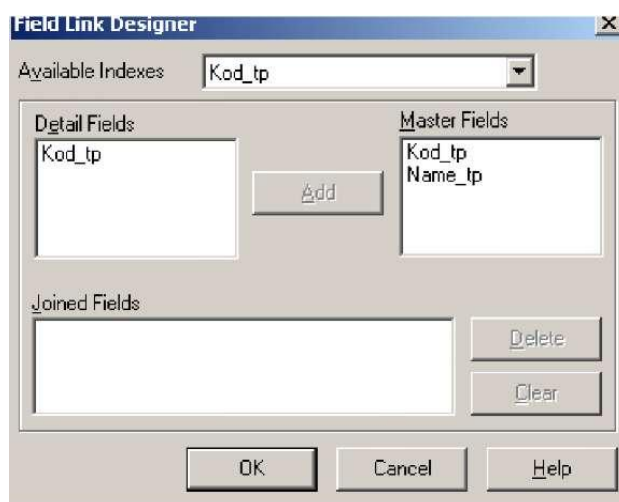 Field Link Designer
Available Indexes Kod_tp
Detail Fields
Kod_tp
Add
Master Fields
Kod_tp
Name_tp
Joined Fields
Delete
Clear
OK Cancel Help